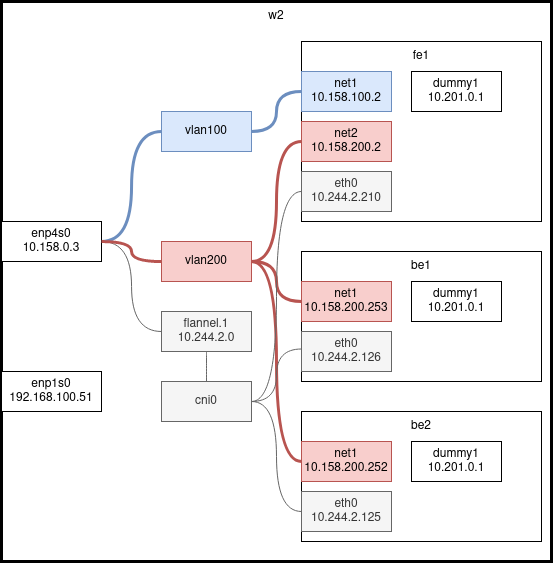 w2
fe1
net1
10.158.100.2
dummy1
10.201.0.1
vlan100
net2
10.158.200.2
eth0
10.244.2.210
enp4s0
10.158.0.3
vlan200
be1
net1
10.158.200.253
dummy1
10.201.0.1
flannel.1
10.244.2.0
eth0
10.244.2.126
enp1s0
192.168.100.51
cni0
be2
net1
10.158.200.252
dummy1
10.201.0.1
eth0
10.244.2.125